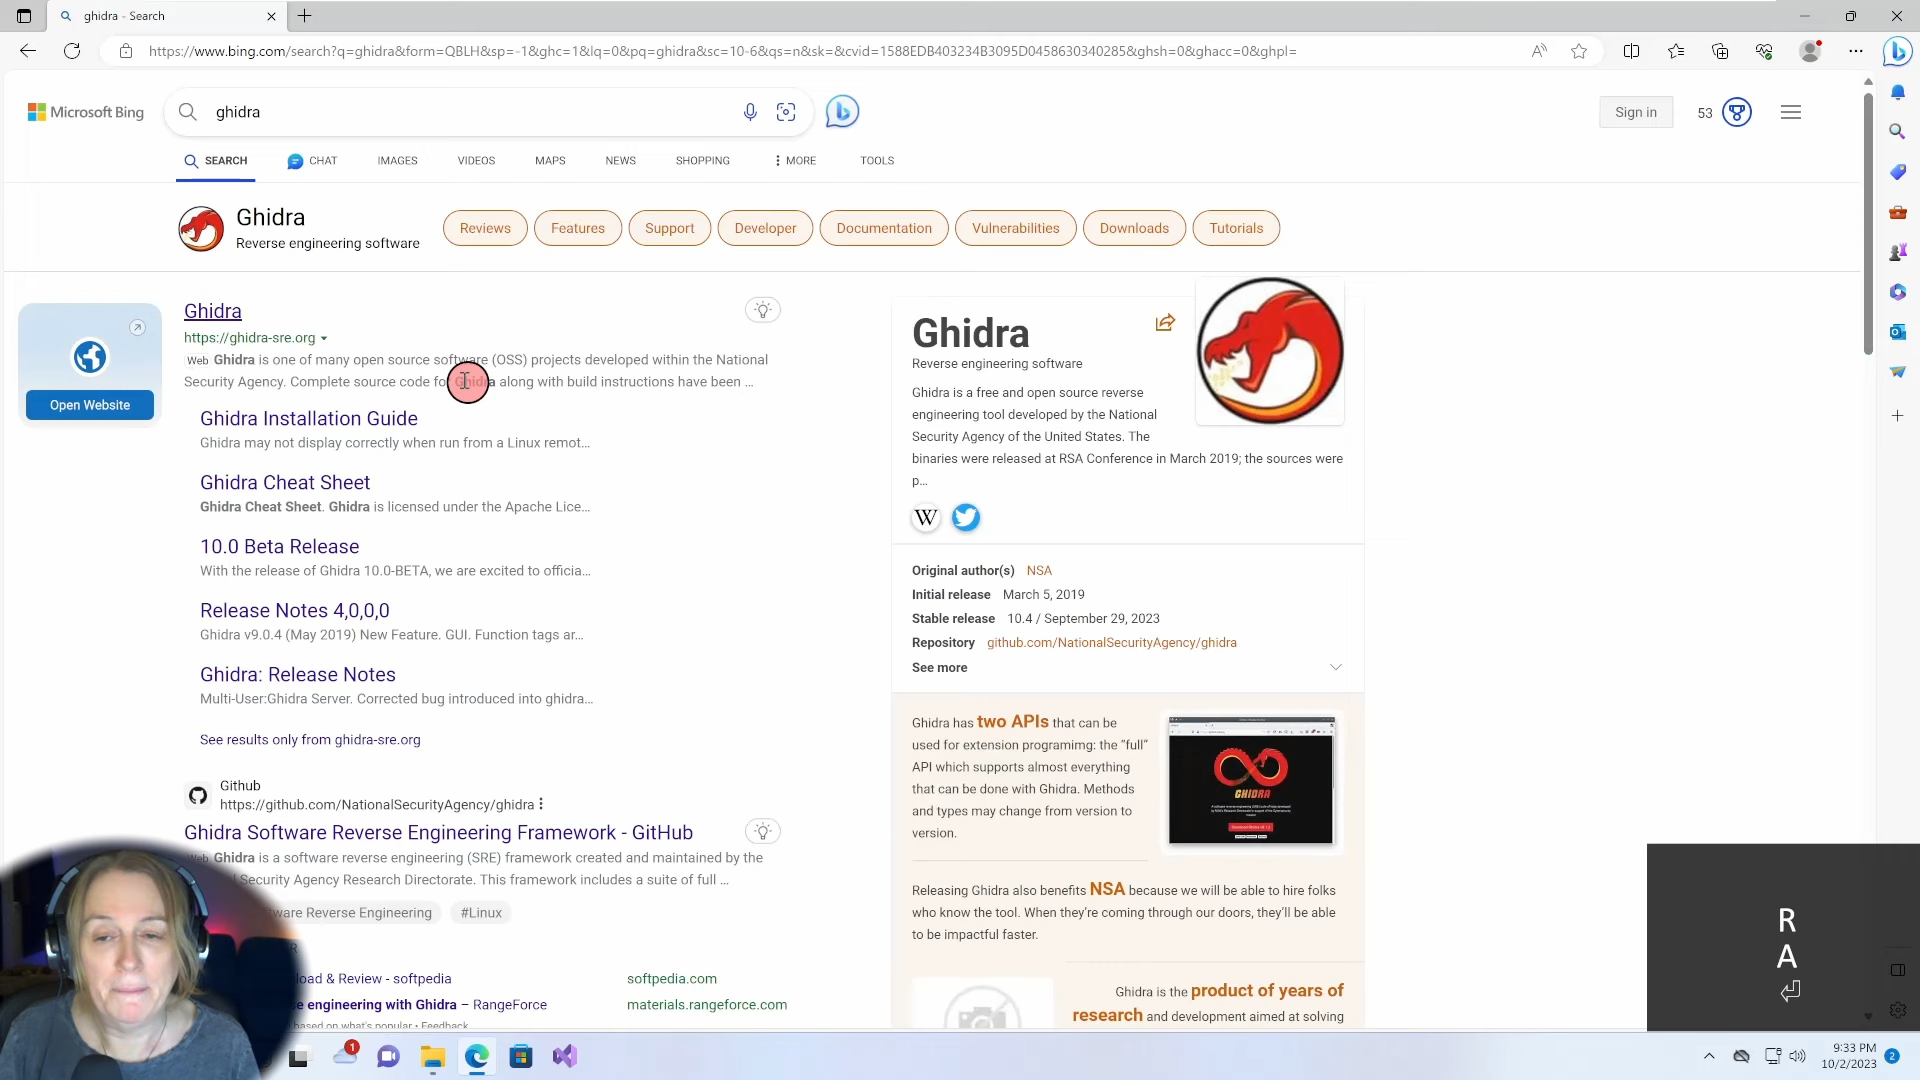 ghidra - Search
https://www.bing.com/search?q=ghidra&form=QBLH&sp=-1&ghc=1&lq=0&pq=ghidra&sc=10-6&qs=n&sk=&cvid=1588EDB403234B3095D0458630340285&ghsh=0&ghacc=0&ghpl=
Microsoft Bing
ghidra
Sign in
53
SEARCH
CHAT
IMAGES
VIDEOS
MAPS
NEWS
SHOPPING
MORE
TOOLS
Ghidra
Reverse engineering software
Reviews
Features
Support
Developer
Documentation
Vulnerabilities
Downloads
Tutorials
Open Website
Ghidra
https://ghidra-sre.org
Web Ghidra is one of many open source software (OSS) projects developed within the National
Security Agency. Complete source code for Ghidra along with build instructions have been ...
Ghidra Installation Guide
Ghidra may not display correctly when run from a Linux remot...
Ghidra Cheat Sheet
Ghidra Cheat Sheet. Ghidra is licensed under the Apache Lice...
10.0 Beta Release
With the release of Ghidra 10.0-BETA, we are excited to officia...
Release Notes 4,0,0,0
Ghidra v9.0.4 (May 2019) New Feature. GUI. Function tags ar...
Ghidra: Release Notes
Multi-User:Ghidra Server. Corrected bug introduced into ghidra...
See results only from ghidra-sre.org
Github
https://github.com/NationalSecurityAgency/ghidra
Ghidra Software Reverse Engineering Framework - GitHub
Web Ghidra is a software reverse engineering (SRE) framework created and maintained by the
Security Agency Research Directorate. This framework includes a suite of full ...
ware Reverse Engineering
#Linux
oad & Review - softpedia
softpedia.com
e engineering with Ghidra – RangeForce
materials.rangeforce.com
based on what's popular • Feedback
Ghidra
Reverse engineering software
Ghidra is a free and open source reverse
engineering tool developed by the National
Security Agency of the United States. The
binaries were released at RSA Conference in March 2019; the sources were
p...
W
Original author(s) NSA
Initial release March 5, 2019
Stable release 10.4 / September 29, 2023
Repository github.com/NationalSecurityAgency/ghidra
See more
Ghidra has two APIs that can be
used for extension programimg: the “full”
API which supports almost everything
that can be done with Ghidra. Methods
and types may change from version to
version.
GHIDRA
Releasing Ghidra also benefits NSA because we will be able to hire folks
who know the tool. When they’re coming through our doors, they’ll be able
to be impactful faster.
Ghidra is the product of years of
research and development aimed at solving
R
A
1
9:33 PM
10/2/2023
2